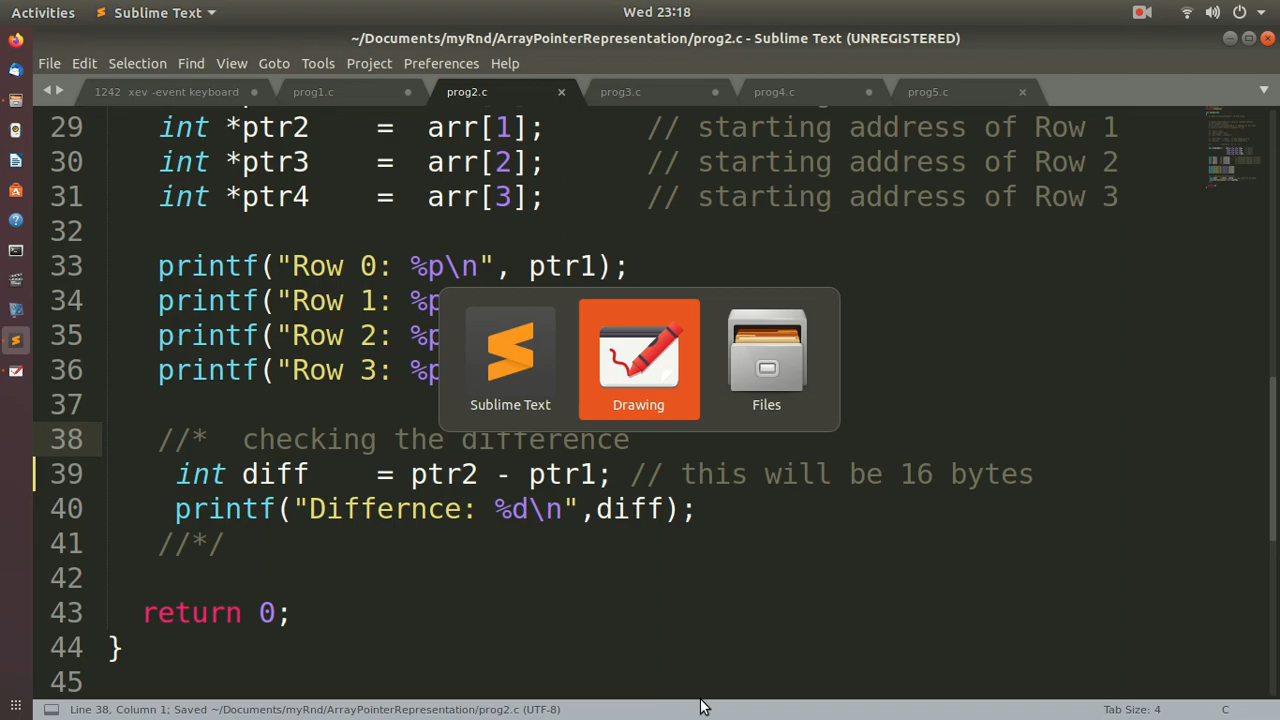 Activities Sublime Text Wed 23:18
~/Documents/myRnd/ArrayPointerRepresentation/prog2.c - Sublime Text (UNREGISTERED)
File Edit Selection Find View Goto Tools Project Preferences Help
1242 xev -event keyboard prog1.c prog2.c prog3.c prog4.c prog5.c
29 int *ptr2 = arr[1]; // starting address of Row 1
30 int *ptr3 = arr[2]; // starting address of Row 2
31 int *ptr4 = arr[3]; // starting address of Row 3
32
33 printf("Row 0: %p\n", ptr1);
34 printf("Row 1: %p
35 printf("Row 2: %p
36 printf("Row 3: %p
Sublime Text Drawing Files
37
38 //* checking the difference
39 int diff = ptr2 - ptr1; // this will be 16 bytes
40 printf("Differnce: %d\n",diff);
41 //*/
42
43 return 0;
44 }
45
Line 38, Column 1; Saved ~/Documents/myRnd/ArrayPointerRepresentation/prog2.c (UTF-8) Tab Size: 4 C